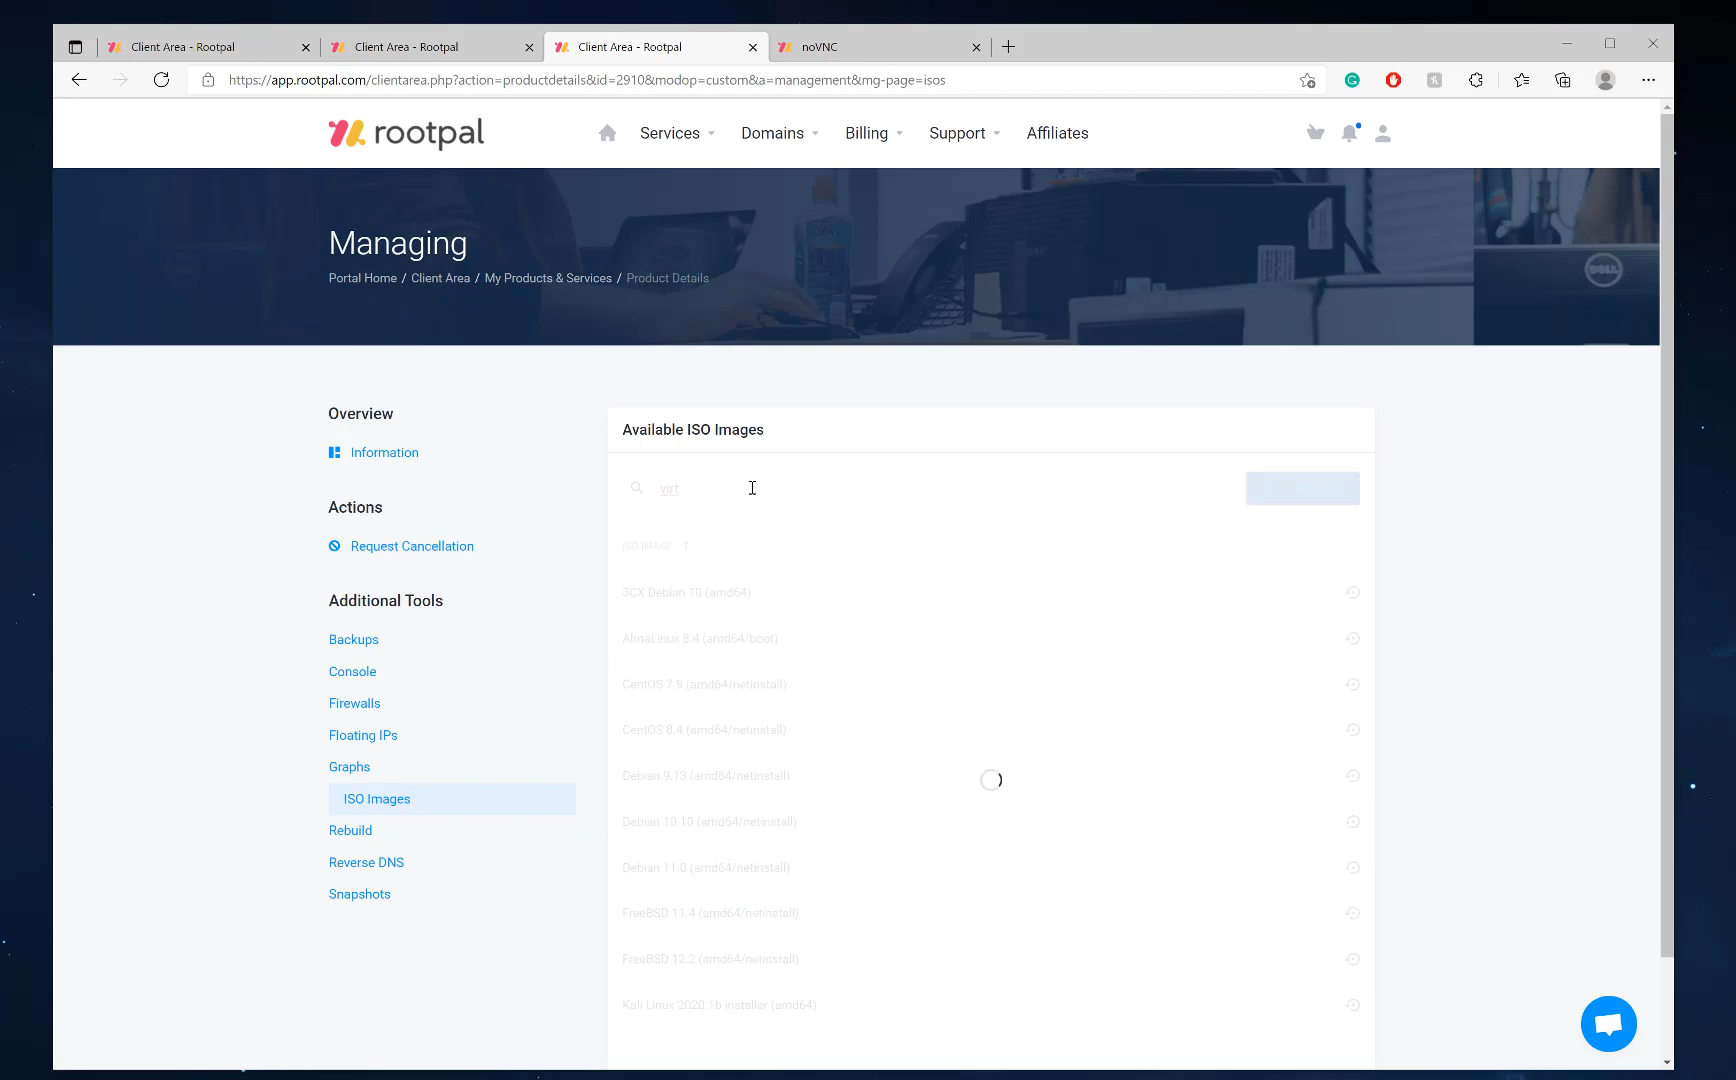 Client Area - Rootpal
Client Area - Rootpal
Client Area - Rootpal
noVNC
https://app.rootpal.com/clientarea.php?action=productdetails&id=2910&modop=custom&a=management&mg-page=isos
rootpal
Services
Domains
Billing
Support
Affiliates
Managing
Portal Home / Client Area / My Products & Services / Product Details
DELL
Overview
Information
Actions
Request Cancellation
Additional Tools
Backups
Console
Firewalls
Floating IPs
Graphs
ISO Images
Rebuild
Reverse DNS
Snapshots
Available ISO Images
virt
ISO IMAGE
3CX Debian 10 (amd64)
AlmaLinux 8.4 (amd64/boot)
CentOS 7.9 (amd64/netinstall)
CentOS 8.4 (amd64/netinstall)
Debian 9.13 (amd64/netinstall)
Debian 10.10 (amd64/netinstall)
Debian 11.0 (amd64/netinstall)
FreeBSD 11.4 (amd64/netinstall)
FreeBSD 12.2 (amd64/netinstall)
Kali Linux 2020.1b installer (amd64)